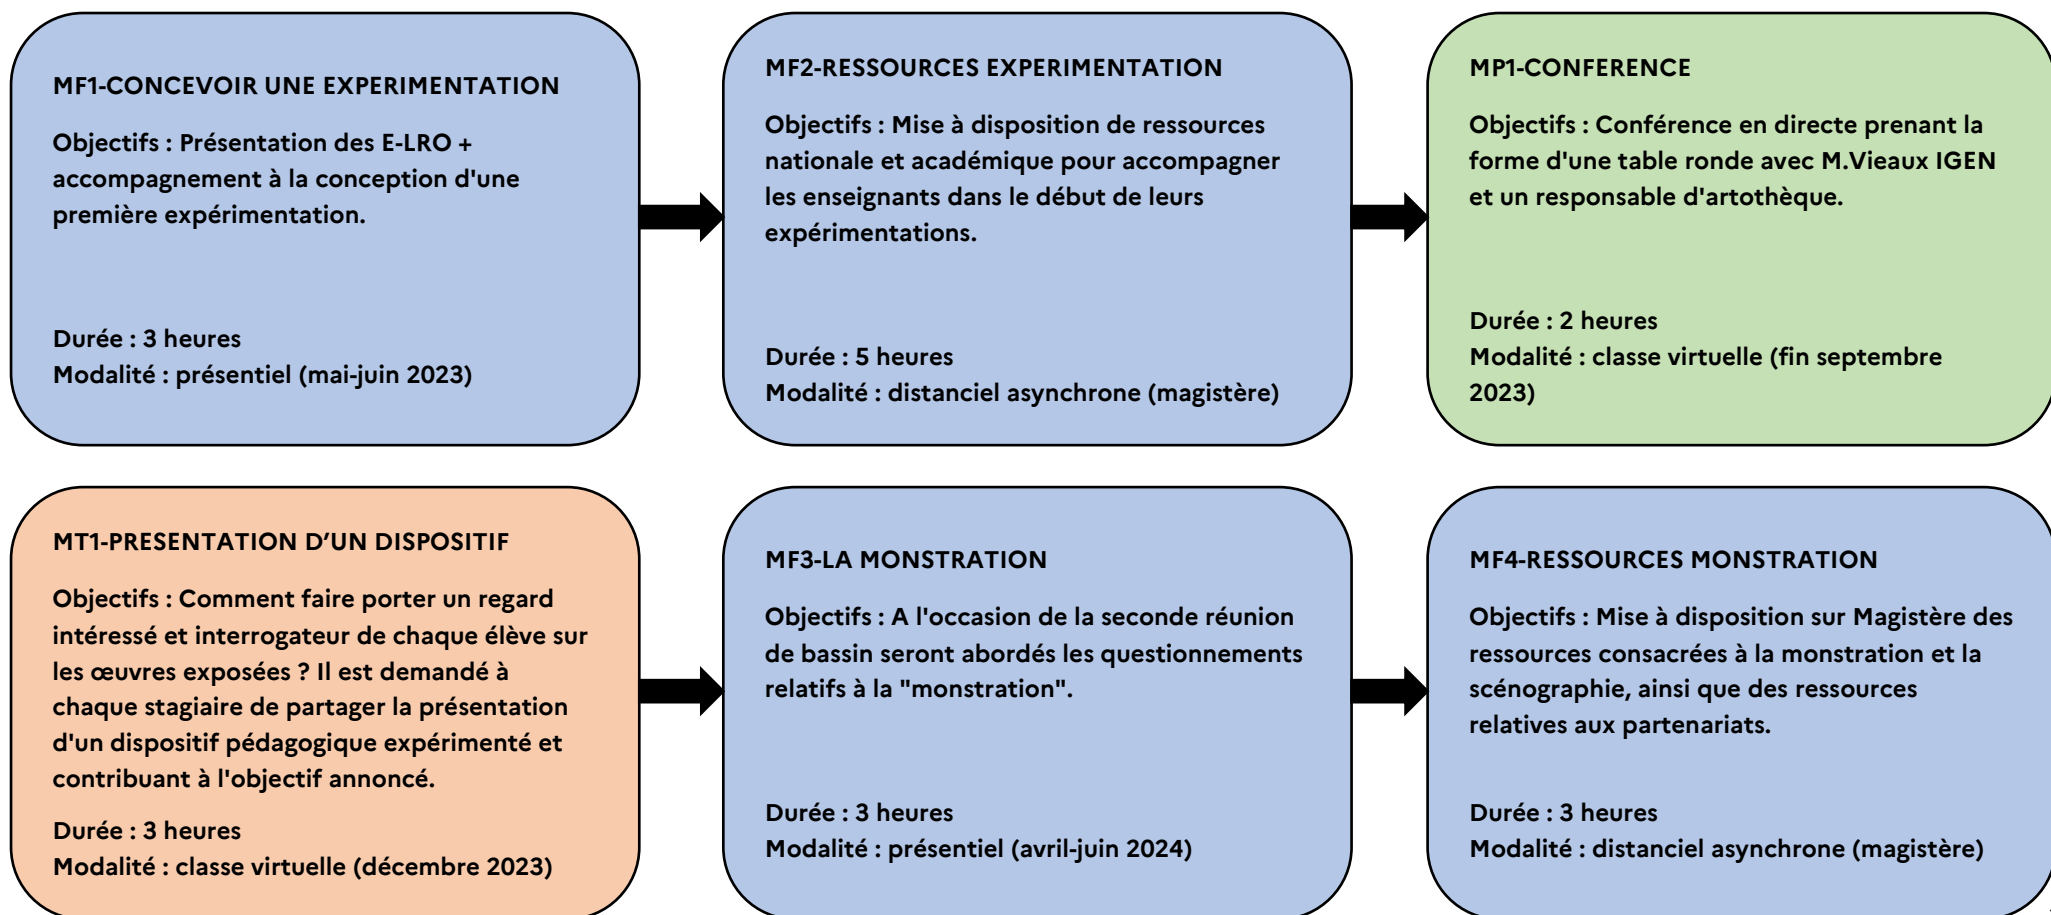 MF1-CONCEVOIR UNE EXPERIMENTATION
Objectifs : Présentation des E-LRO +
accompagnement à la conception d'une
première expérimentation.
Durée : 3 heures
Modalité : présentiel (mai-juin 2023)
MF2-RESSOURCES EXPERIMENTATION
Objectifs : Mise à disposition de ressources
nationale et académique pour accompagner
les enseignants dans le début de leurs
expérimentations.
Durée : 5 heures
Modalité : distanciel asynchrone (magistère)
MP1-CONFERENCE
Objectifs : Conférence en directe prenant la
forme d'une table ronde avec M.Vieaux IGEN
et un responsable d'artothèque.
Durée : 2 heures
Modalité : classe virtuelle (fin septembre
2023)
MT1-PRESENTATION D’UN DISPOSITIF
Objectifs : Comment faire porter un regard
intéressé et interrogateur de chaque élève sur
les œuvres exposées ? Il est demandé à
chaque stagiaire de partager la présentation
d'un dispositif pédagogique expérimenté et
contribuant à l'objectif annoncé.
Durée : 3 heures
Modalité : classe virtuelle (décembre 2023)
MF3-LA MONSTRATION
Objectifs : A l'occasion de la seconde réunion
de bassin seront abordés les questionnements
relatifs à la "monstration".
Durée : 3 heures
Modalité : présentiel (avril-juin 2024)
MF4-RESSOURCES MONSTRATION
Objectifs : Mise à disposition sur Magistère des
ressources consacrées à la monstration et la
scénographie, ainsi que des ressources
relatives aux partenariats.
Durée : 3 heures
Modalité : distanciel asynchrone (magistère)